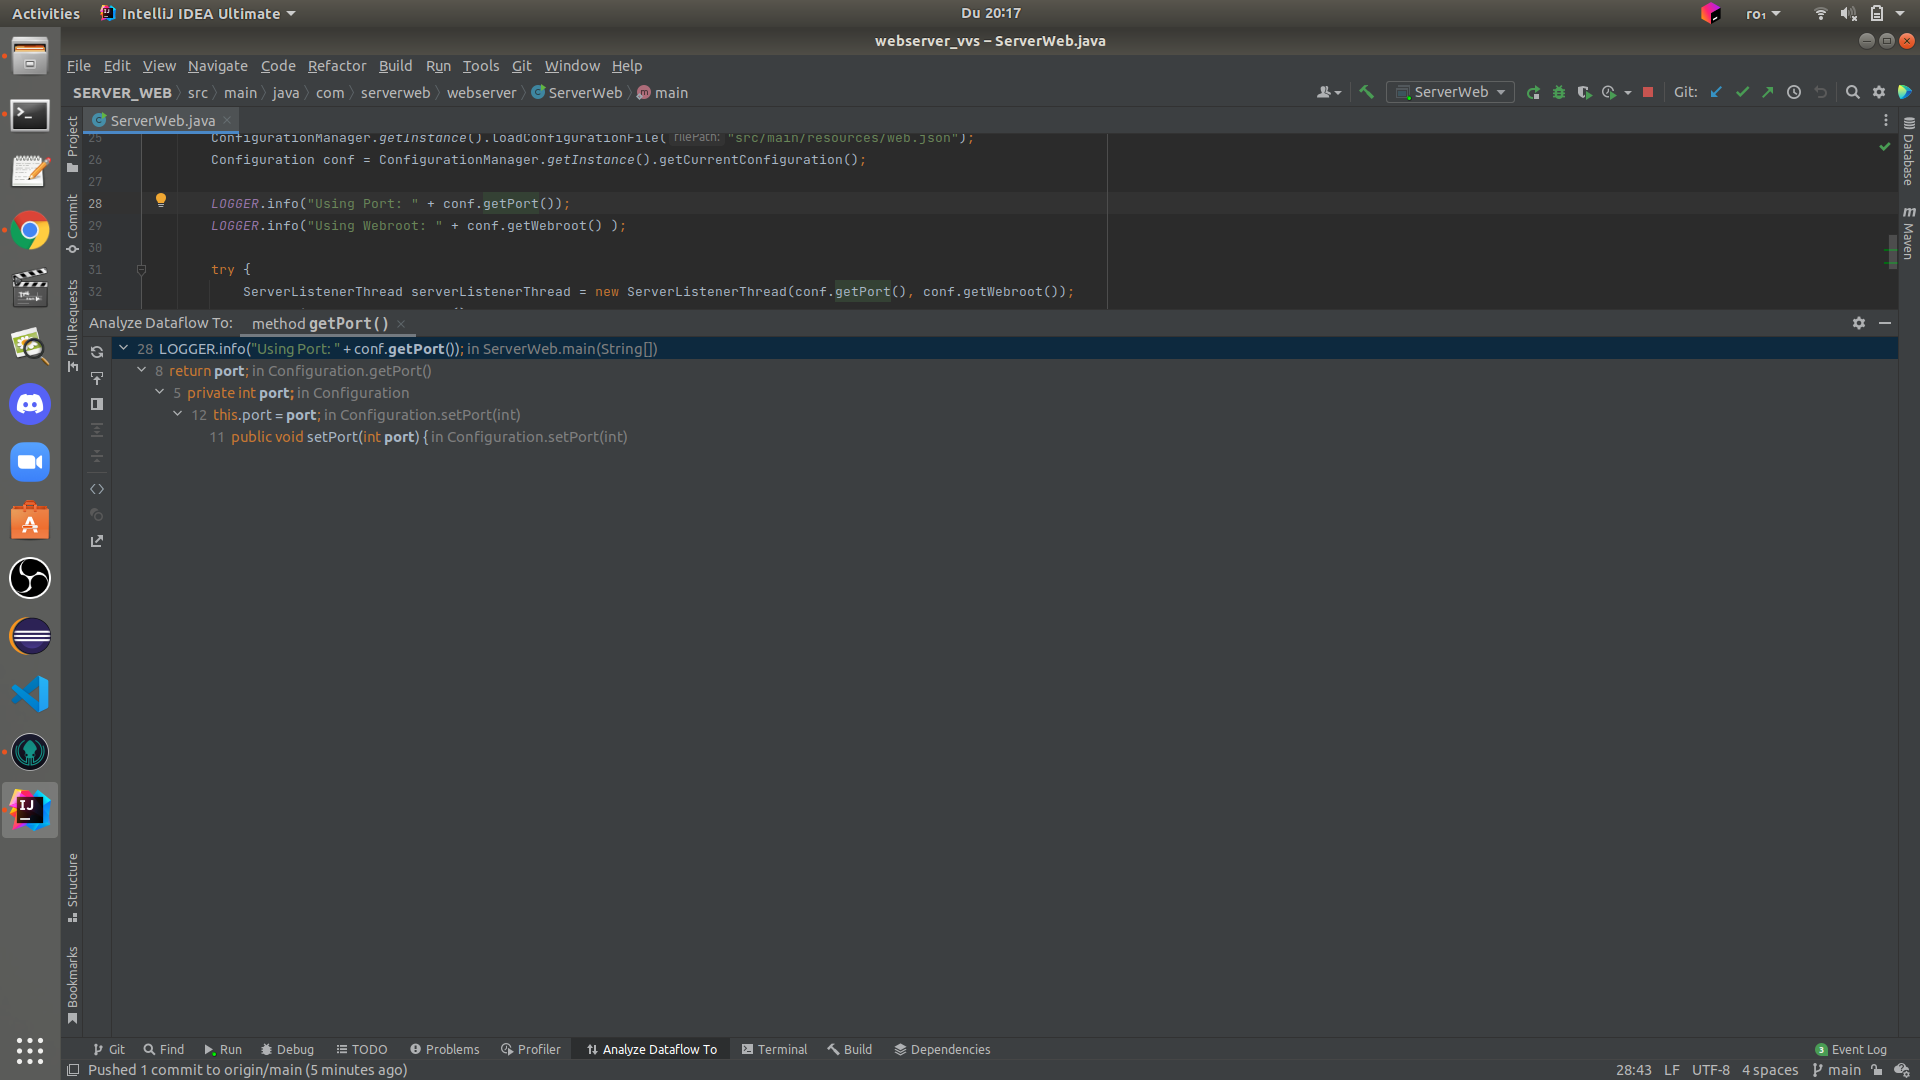 Activities
IntelliJ IDEA Ultimate
Du 20:17
ro₁
webserver_vvs – ServerWeb.java
File Edit View Navigate Code Refactor Build Run Tools Git Window Help
SERVER_WEB src main java com serverweb webserver ServerWeb main
ServerWeb
Git:
ServerWeb.java
25 ConfigurationManager.getInstance().loadConfigurationFile( filePath: "src/main/resources/web.json");
26 Configuration conf = ConfigurationManager.getInstance().getCurrentConfiguration();
27
28 LOGGER.info("Using Port: " + conf.getPort());
29 LOGGER.info("Using Webroot: " + conf.getWebroot() );
30
31 try {
32 ServerListenerThread serverListenerThread = new ServerListenerThread(conf.getPort(), conf.getWebroot());
Analyze Dataflow To: method getPort()
28 LOGGER.info("Using Port: " + conf.getPort()); in ServerWeb.main(String[])
8 return port; in Configuration.getPort()
5 private int port; in Configuration
12 this.port = port; in Configuration.setPort(int)
11 public void setPort(int port) { in Configuration.setPort(int)
Project
Commit
Pull Requests
Structure
Bookmarks
Database
m Maven
Git Find Run Debug TODO Problems Profiler Analyze Dataflow To Terminal Build Dependencies
3 Event Log
Pushed 1 commit to origin/main (5 minutes ago)
28:43 LF UTF-8 4 spaces main